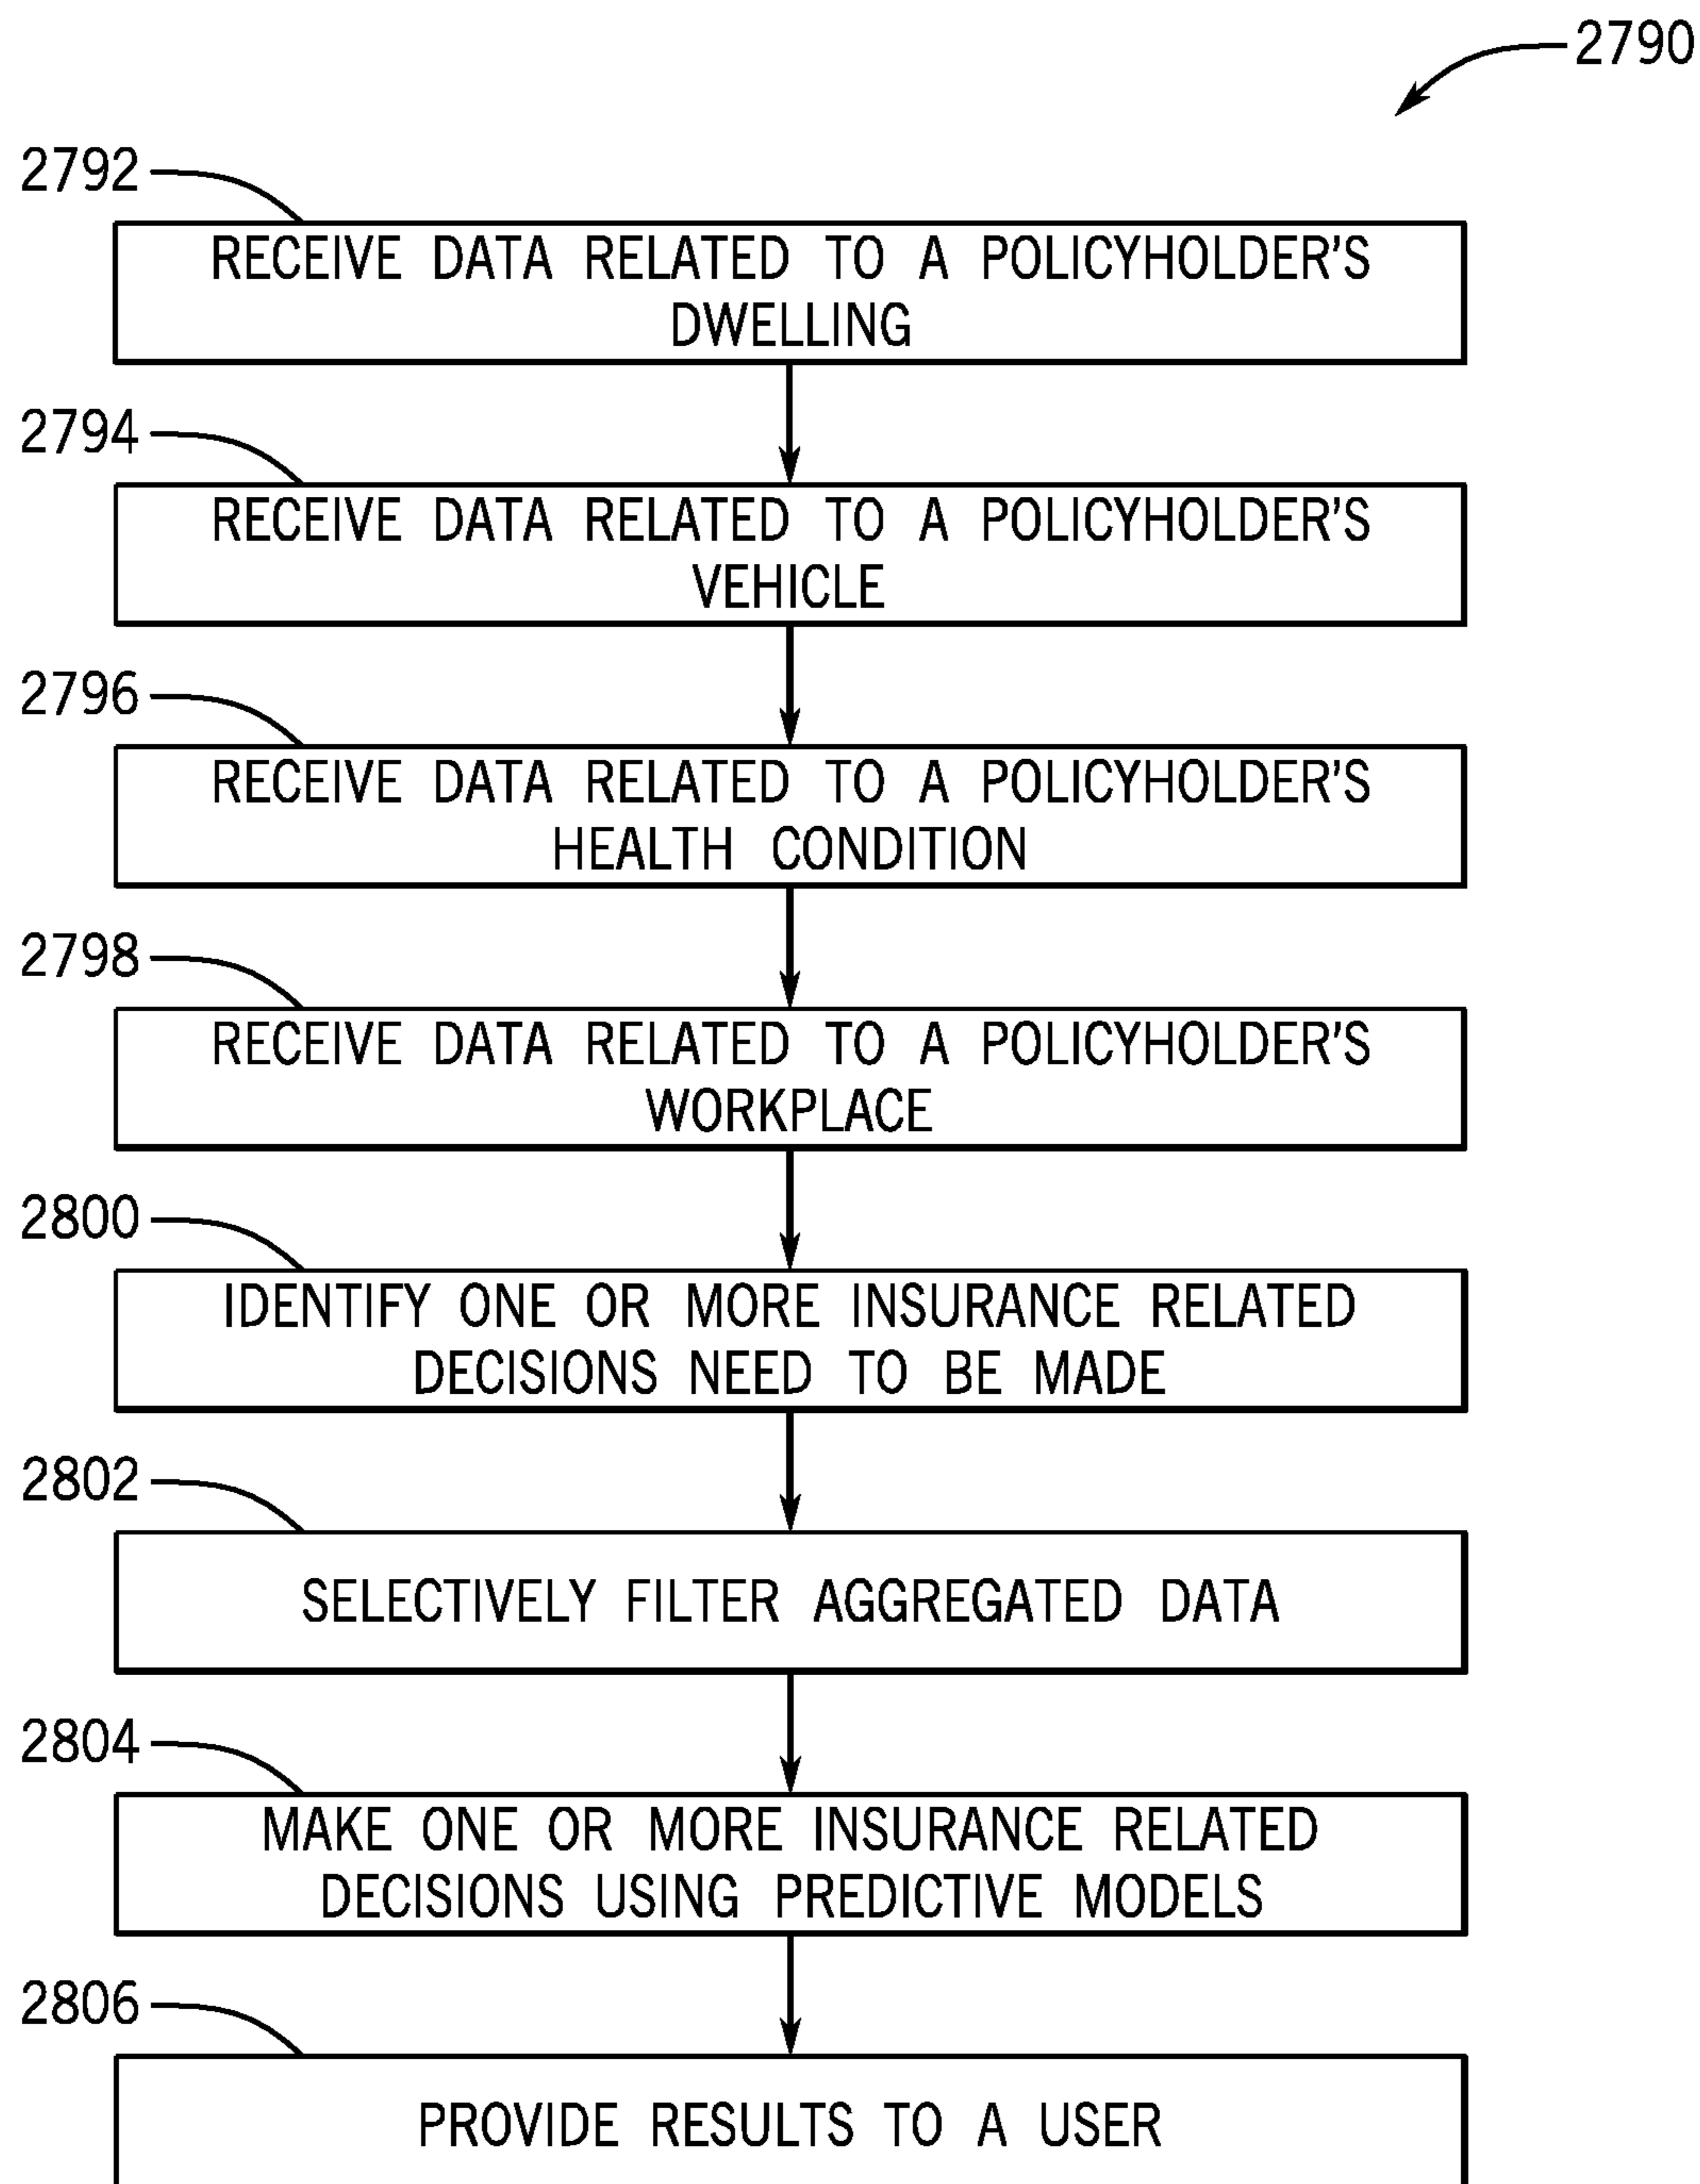 2790
2792
RECEIVE DATA RELATED TO A POLICYHOLDER'S
DWELLING
2794
RECEIVE DATA RELATED TO A POLICYHOLDER'S
VEHICLE
2796
RECEIVE DATA RELATED TO A POLICYHOLDER'S
HEALTH CONDITION
2798
RECEIVE DATA RELATED TO A POLICYHOLDER'S
WORKPLACE
2800
IDENTIFY ONE OR MORE INSURANCE RELATED
DECISIONS NEED TO BE MADE
2802
SELECTIVELY FILTER AGGREGATED DATA
2804
MAKE ONE OR MORE INSURANCE RELATED
DECISIONS USING PREDICTIVE MODELS
2806
PROVIDE RESULTS TO A USER